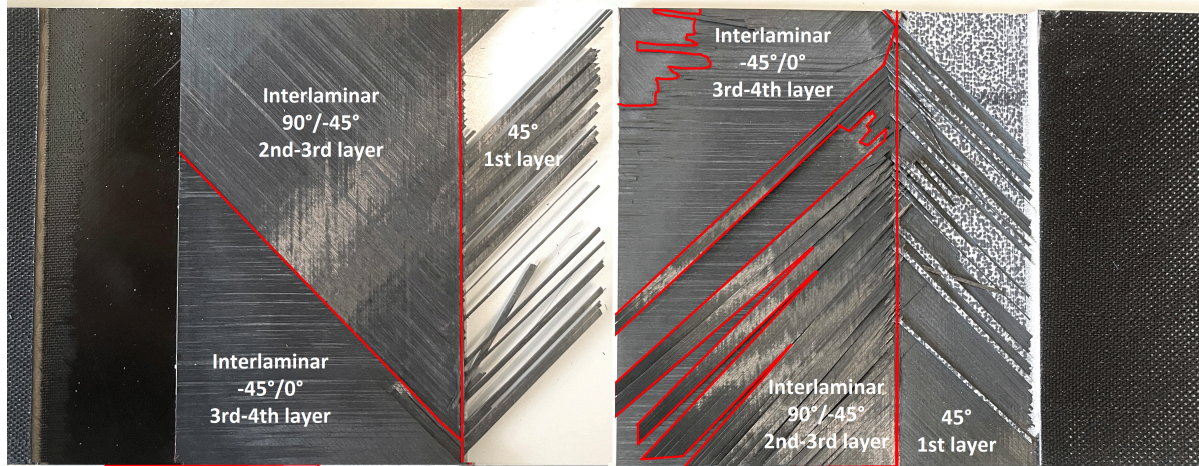 Interlaminar
90°/-45°
2nd-3rd layer
45°
1st layer
Interlaminar
-45°/0°
3rd-4th layer
Interlaminar
-45°/0°
3rd-4th layer
Interlaminar
90°/-45°
2nd-3rd layer
45°
1st layer